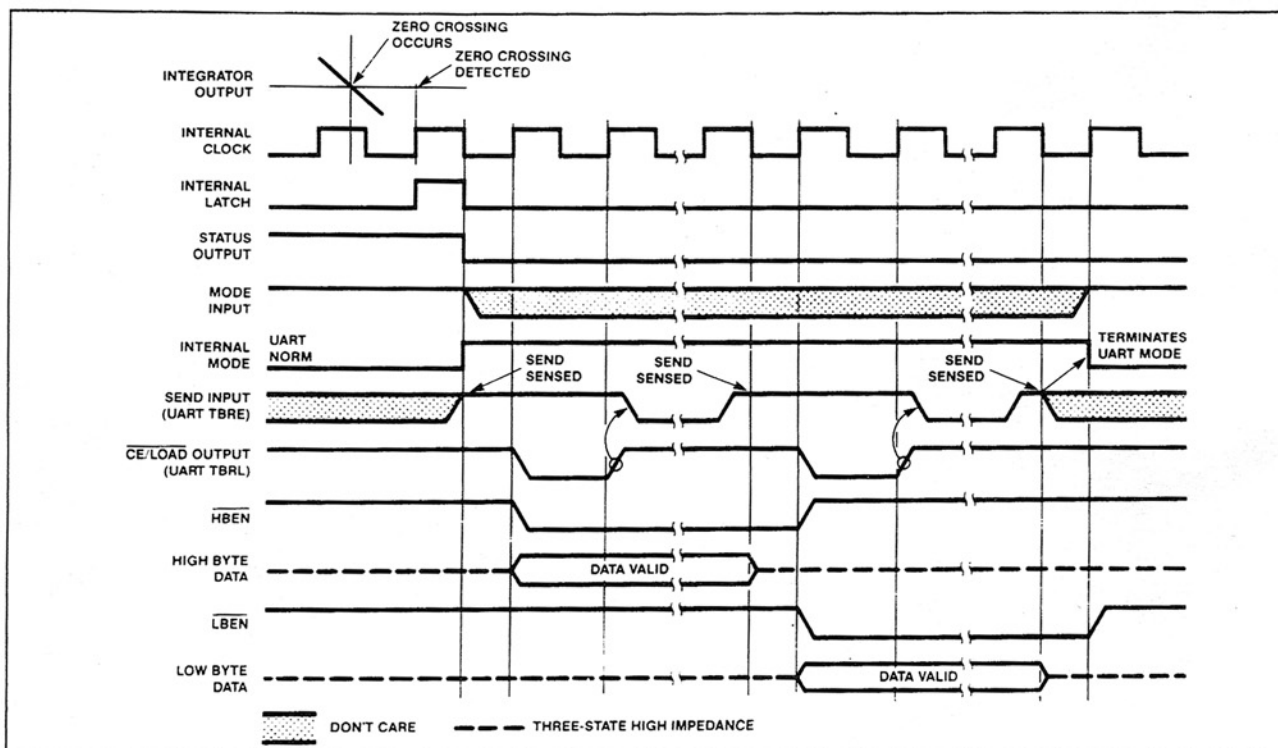 ZERO CROSSING
OCCURS
ZERO CROSSING
DETECTED
INTEGRATOR
OUTPUT
INTERNAL
CLOCK
INTERNAL
LATCH
STATUS
OUTPUT
MODE
INPUT
INTERNAL
MODE
UART
NORM
TERMINATES
UART MODE
SEND
SENSED
SEND
SENSED
SEND
SENSED
SEND INPUT
(UART TBRE)
CE/LOAD OUTPUT
(UART TBRL)
HBEN
HIGH BYTE
DATA
DATA VALID
LBEN
LOW BYTE
DATA
DATA VALID
DON'T CARE
THREE-STATE HIGH IMPEDANCE